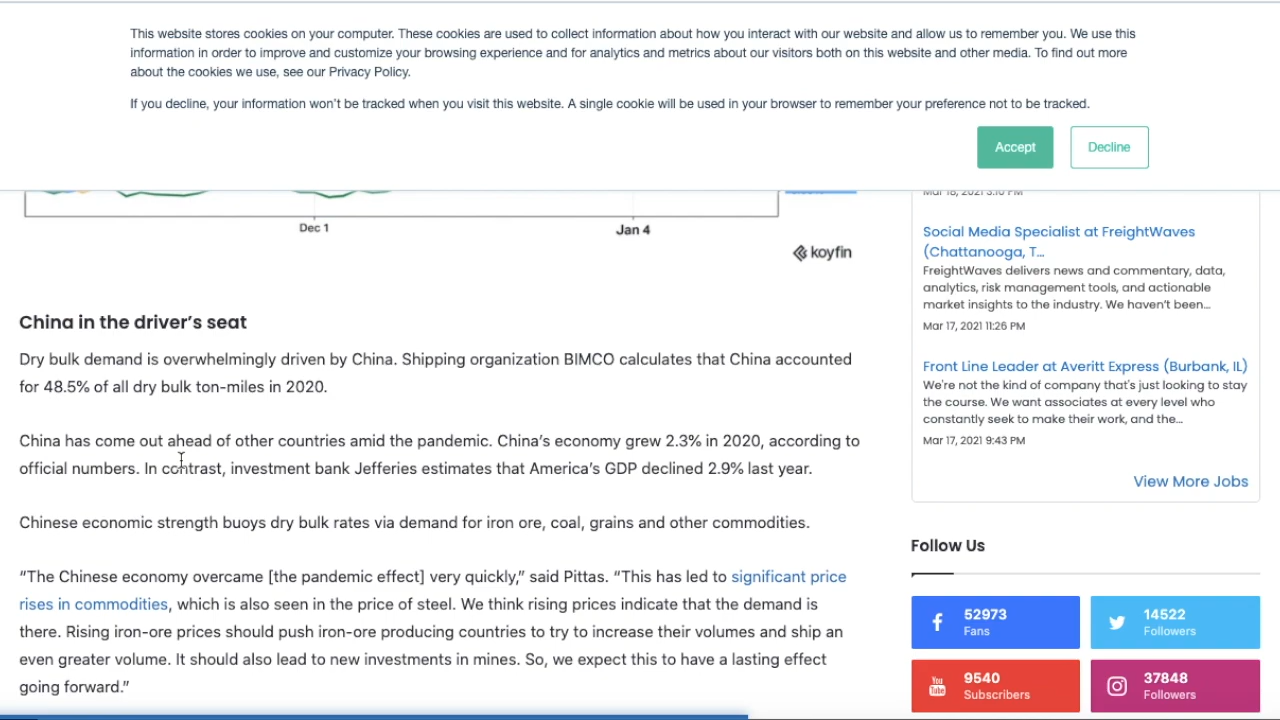 This website stores cookies on your computer. These cookies are used to collect information about how you interact with our website and allow us to remember you. We use this
information in order to improve and customize your browsing experience and for analytics and metrics about our visitors both on this website and other media. To find out more
about the cookies we use, see our Privacy Policy.
If you decline, your information won't be tracked when you visit this website. A single cookie will be used in your browser to remember your preference not to be tracked.
Accept
Decline
Dec 1
Jan 4
koyfin
China in the driver's seat
Dry bulk demand is overwhelmingly driven by China. Shipping organization BIMCO calculates that China accounted
for 48.5% of all dry bulk ton-miles in 2020.
China has come out ahead of other countries amid the pandemic. China's economy grew 2.3% in 2020, according to
official numbers. In contrast, investment bank Jefferies estimates that America's GDP declined 2.9% last year.
Chinese economic strength buoys dry bulk rates via demand for iron ore, coal, grains and other commodities.
"The Chinese economy overcame [the pandemic effect] very quickly," said Pittas. "This has led to significant price
rises in commodities, which is also seen in the price of steel. We think rising prices indicate that the demand is
there. Rising iron-ore prices should push iron-ore producing countries to try to increase their volumes and ship an
even greater volume. It should also lead to new investments in mines. So, we expect this to have a lasting effect
going forward."
Mar 18, 2021 3:10 PM
Social Media Specialist at FreightWaves
(Chattanooga, T...
FreightWaves delivers news and commentary, data,
analytics, risk management tools, and actionable
market insights to the industry. We haven't been...
Mar 17, 2021 11:26 PM
Front Line Leader at Averitt Express (Burbank, IL)
We're not the kind of company that's just looking to stay
the course. We want associates at every level who
constantly seek to make their work, and the...
Mar 17, 2021 9:43 PM
View More Jobs
Follow Us
52973
Fans
14522
Followers
You Tube
9540
Subscribers
37848
Followers